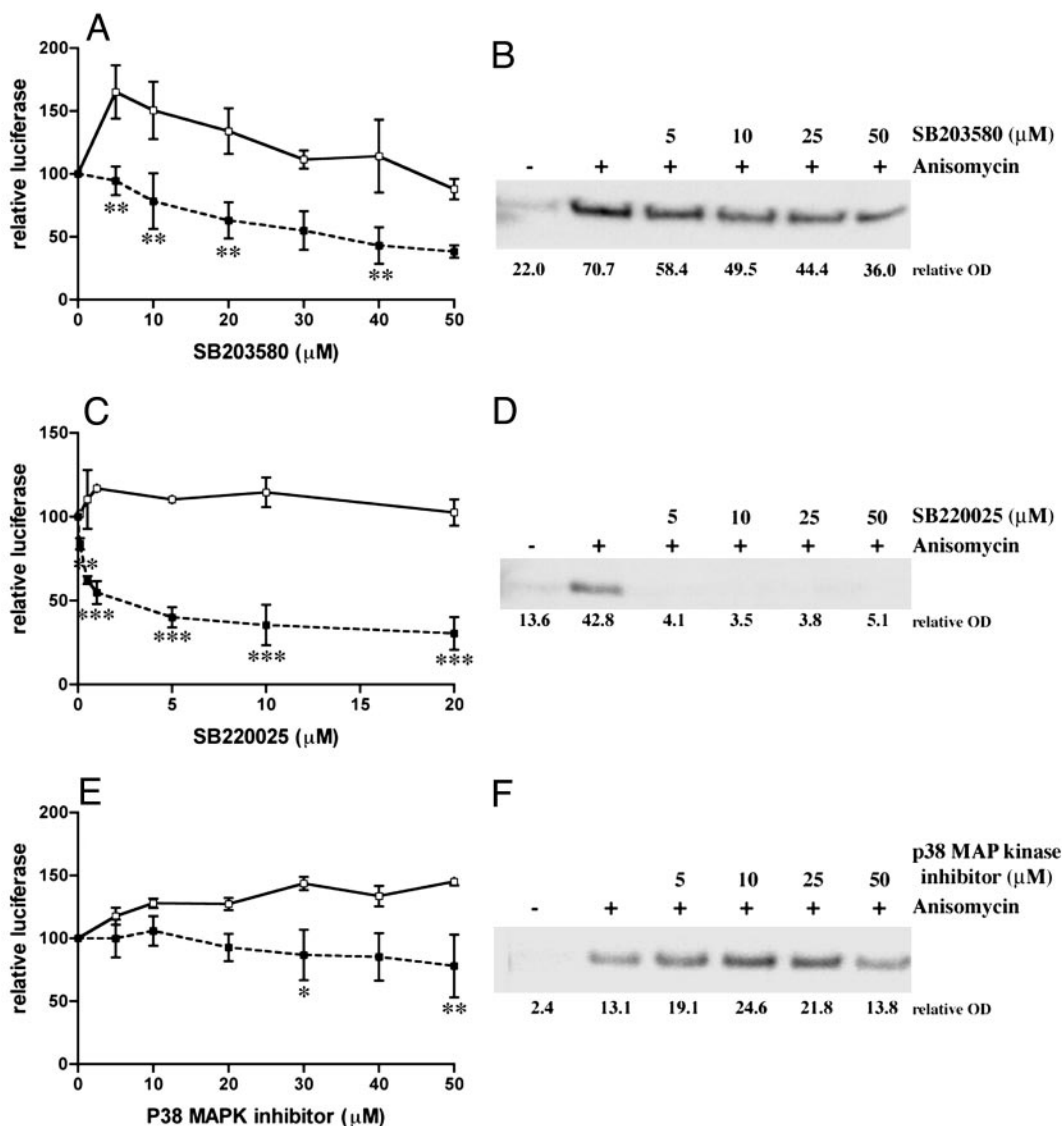 A
200
150
100
50
0
relative luciferase
** ** ** **
0 10 20 30 40 50
SB203580 (μM)
B
5 10 25 50 SB203580 (μM)
- + + + + + Anisomycin
22.0 70.7 58.4 49.5 44.4 36.0 relative OD
C
150
100
50
0
relative luciferase
** *** *** *** ***
0 5 10 15 20
SB220025 (μM)
D
5 10 25 50 SB220025 (μM)
- + + + + + Anisomycin
13.6 42.8 4.1 3.5 3.8 5.1 relative OD
E
200
150
100
50
0
relative luciferase
* **
0 10 20 30 40 50
P38 MAPK inhibitor (μM)
F
p38 MAP kinase
5 10 25 50 inhibitor (μM)
- + + + + + Anisomycin
2.4 13.1 19.1 24.6 21.8 13.8 relative OD